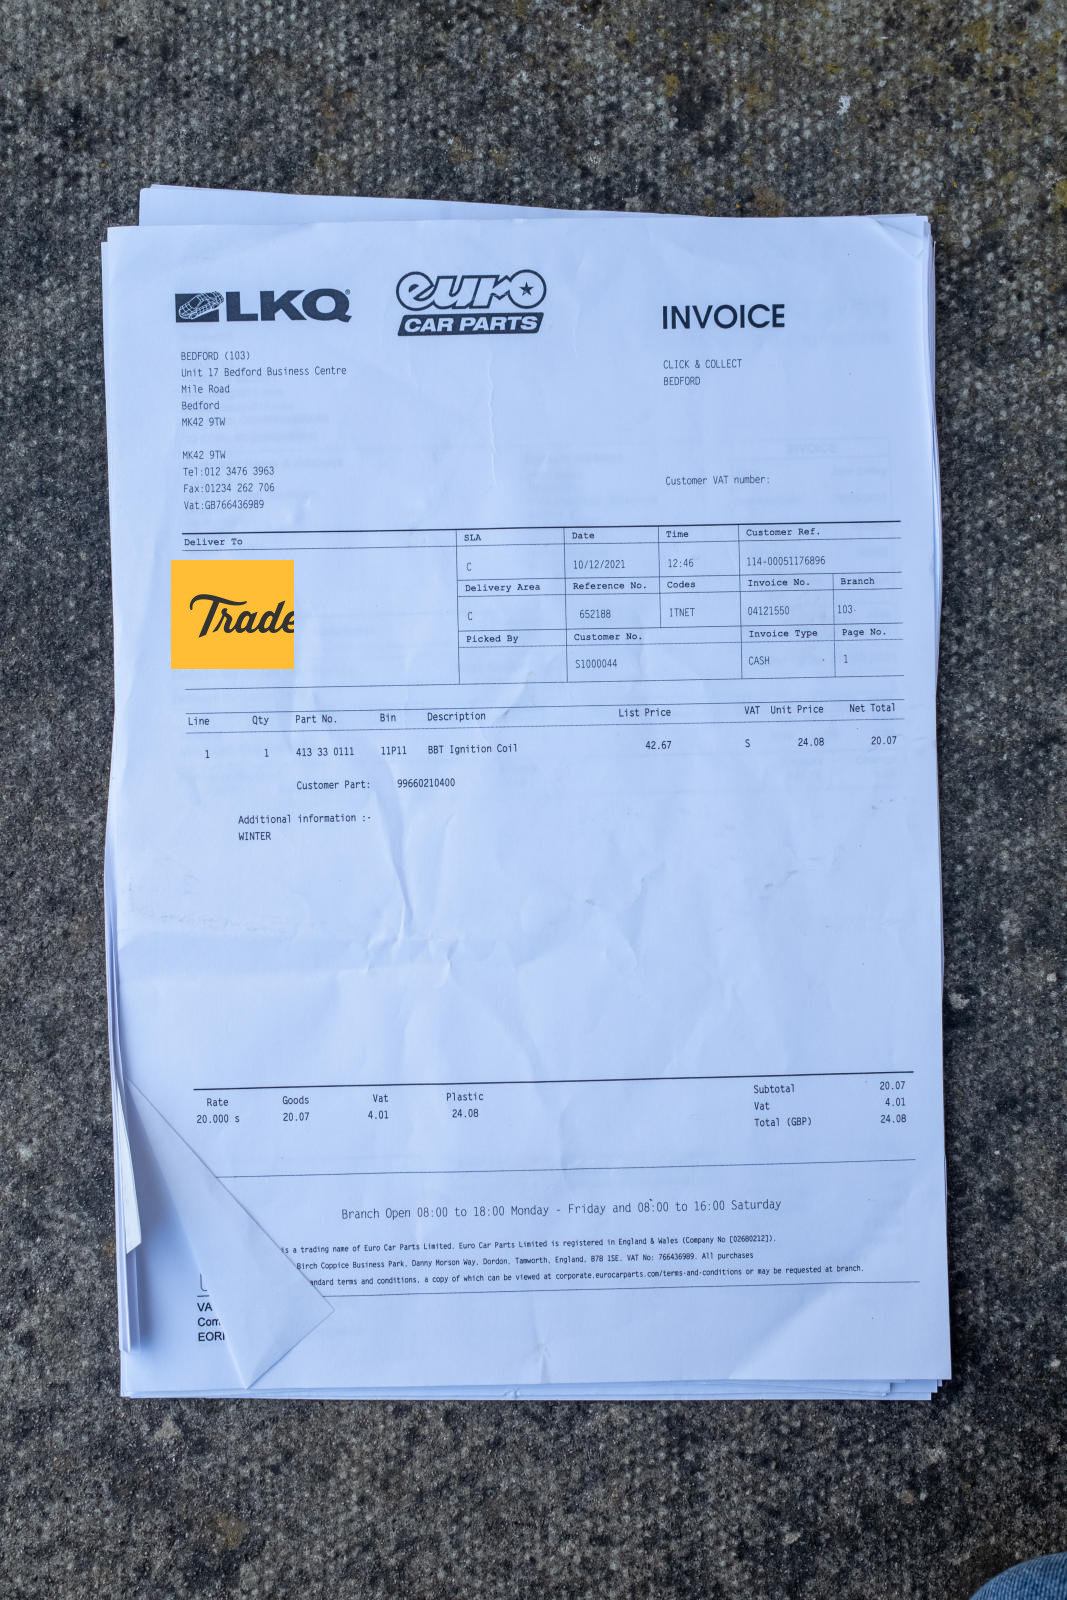 LKQ
euro
CAR PARTS
INVOICE
BEDFORD (103)
Unit 17 Bedford Business Centre
Mile Road
Bedford
MK42 9TW
CLICK & COLLECT
BEDFORD
MK42 9TW
Tel:012 3476 3963
Fax:01234 262 706
Vat:GB766436989
Customer VAT number:
Deliver To SLA Date Time Customer Ref.
C 10/12/2021 12:46 114-00051176896
Delivery Area Reference No. Codes Invoice No. Branch
C 652188 ITNET 04121550 103
Picked By Customer No. Invoice Type Page No.
S1000044 CASH 1
Trade
Line Qty Part No. Bin Description List Price VAT Unit Price Net Total
1 1 413 33 0111 11P11 BBT Ignition Coil 42.67 S 24.08 20.07
Customer Part: 99660210400
Additional information :-
WINTER
Rate Goods Vat Plastic Subtotal 20.07
20.000 s 20.07 4.01 24.08 Vat 4.01
Total (GBP) 24.08
Branch Open 08:00 to 18:00 Monday - Friday and 08:00 to 16:00 Saturday
is a trading name of Euro Car Parts Limited. Euro Car Parts Limited is registered in England & Wales (Company No [02680212]).
Birch Coppice Business Park, Danny Morson Way, Dordon, Tamworth, England, B78 1SE. VAT No: 766436989. All purchases
andard terms and conditions, a copy of which can be viewed at corporate.eurocarparts.com/terms-and-conditions or may be requested at branch.
VA
Com
EORI